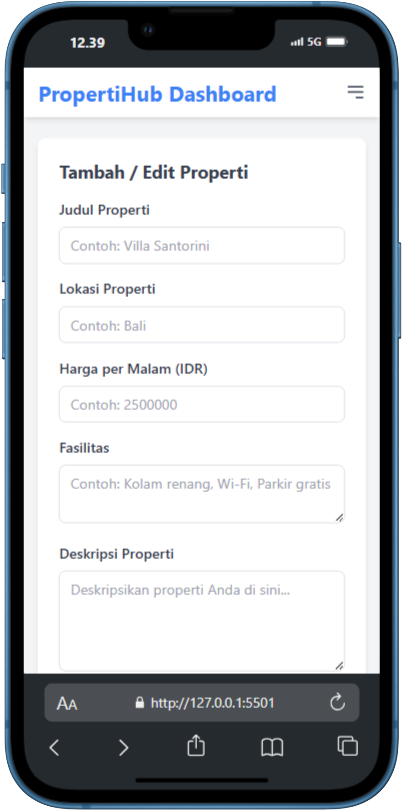 12.39
5G
PropertiHub Dashboard
Tambah / Edit Properti
Judul Properti
Contoh: Villa Santorini
Lokasi Properti
Contoh: Bali
Harga per Malam (IDR)
Contoh: 2500000
Fasilitas
Contoh: Kolam renang, Wi-Fi, Parkir gratis
Deskripsi Properti
Deskripsikan properti Anda di sini...
AA
http://127.0.0.1:5501